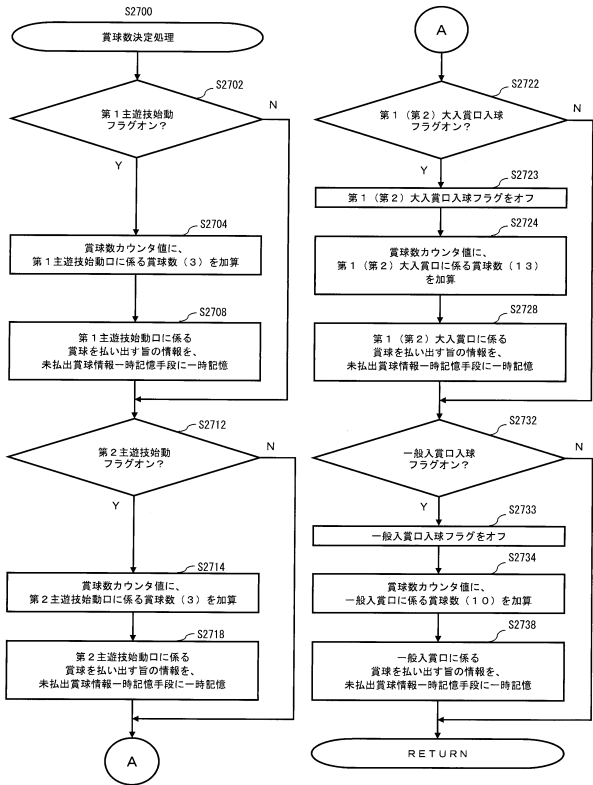 S2700
賞球数決定処理
S2702
第1主遊技始動
フラグオン?
N
Y
S2704
賞球数カウンタ値に、
第1主遊技始動口に係る賞球数(3)を加算
S2708
第1主遊技始動口に係る
賞球を払い出す旨の情報を、
未払出賞球情報一時記憶手段に一時記憶
S2712
第2主遊技始動
フラグオン?
N
Y
S2714
賞球数カウンタ値に、
第2主遊技始動口に係る賞球数(3)を加算
S2718
第2主遊技始動口に係る
賞球を払い出す旨の情報を、
未払出賞球情報一時記憶手段に一時記憶
A
A
S2722
第1(第2)大入賞口入球
フラグオン?
N
Y
S2723
第1(第2)大入賞口入球フラグをオフ
S2724
賞球数カウンタ値に、
第1(第2)大入賞口に係る賞球数(13)
を加算
S2728
第1(第2)大入賞口に係る
賞球を払い出す旨の情報を、
未払出賞球情報一時記憶手段に一時記憶
S2732
一般入賞口入球
フラグオン?
N
Y
S2733
一般入賞口入球フラグをオフ
S2734
賞球数カウンタ値に、
一般入賞口に係る賞球数(10)を加算
S2738
一般入賞口に係る
賞球を払い出す旨の情報を、
未払出賞球情報一時記憶手段に一時記憶
RETURN